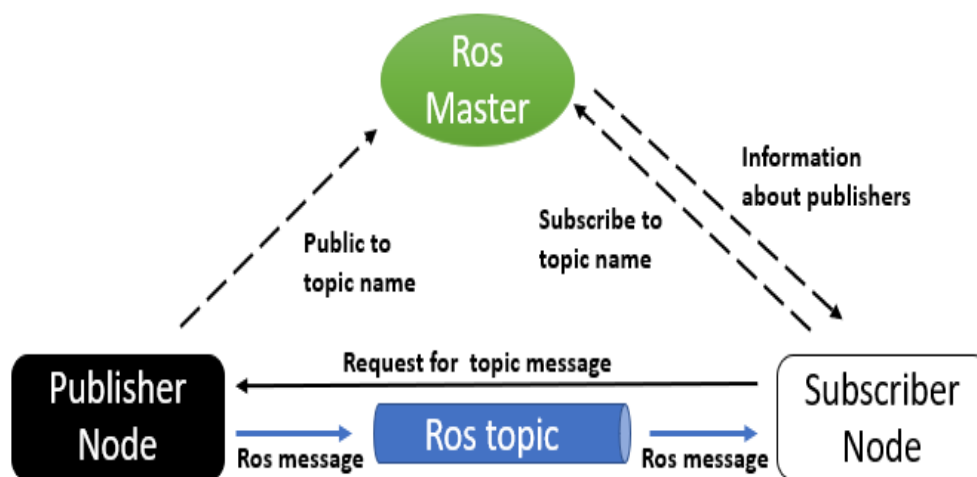 Ros
Master
Information
about publishers
Subscribe to
topic name
Public to
topic name
Request for topic message
Publisher
Node
Ros topic
Subscriber
Node
Ros message
Ros message